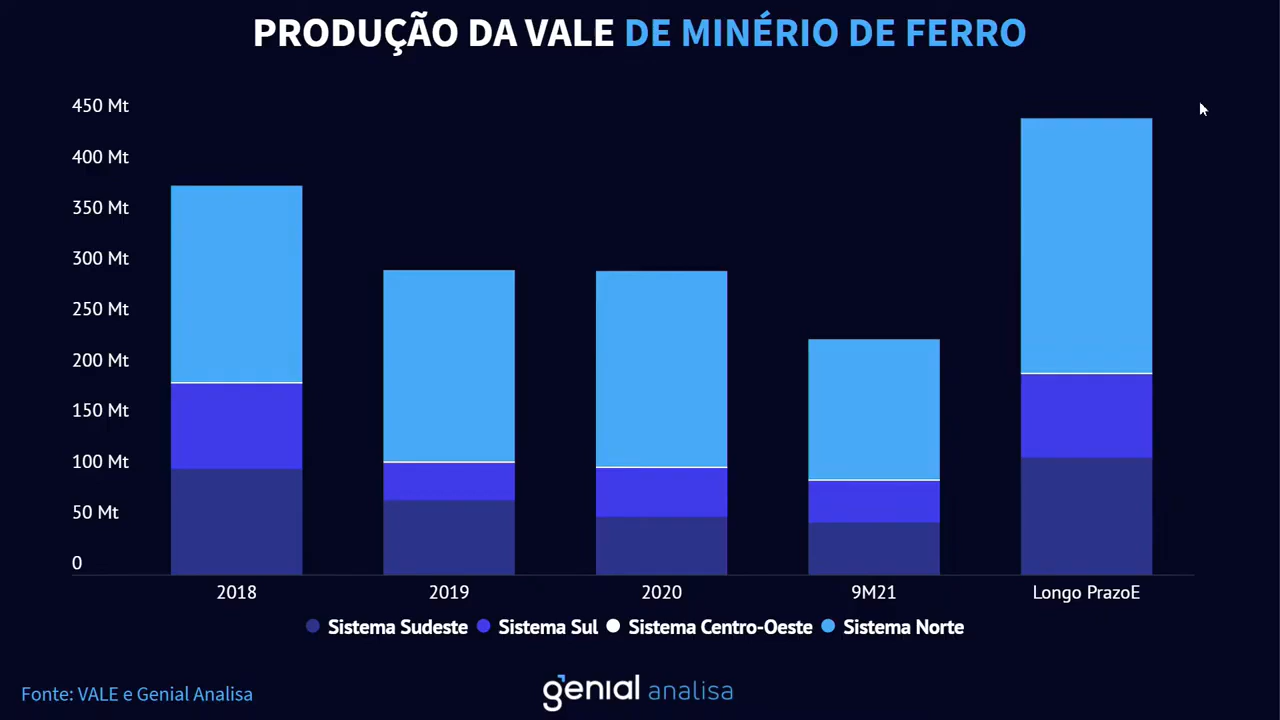 PRODUÇÃO DA VALE DE MINÉRIO DE FERRO
450 Mt
400 Mt
350 Mt
300 Mt
250 Mt
200 Mt
150 Mt
100 Mt
50 Mt
0
2018 2019 2020 9M21 Longo PrazoE
Sistema Sudeste Sistema Sul Sistema Centro-Oeste Sistema Norte
Fonte: VALE e Genial Analisa
genial analisa